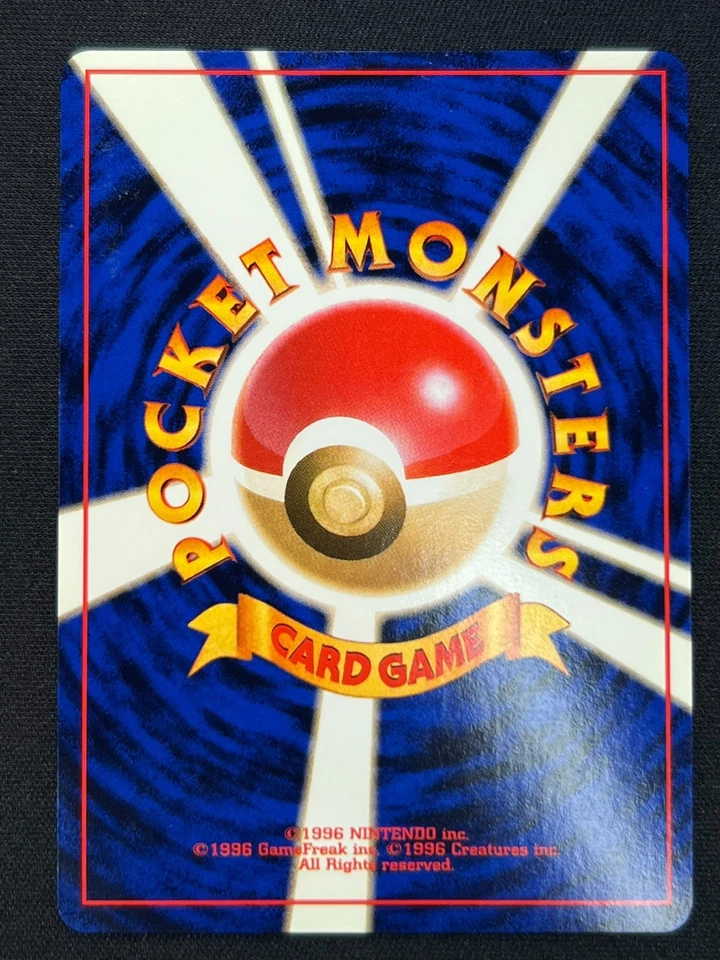 POCKET MONSTERS
CARD GAME
©1996 NINTENDO inc.
©1996 GameFreak inc. ©1996 Creatures inc.
All Rights reserved.